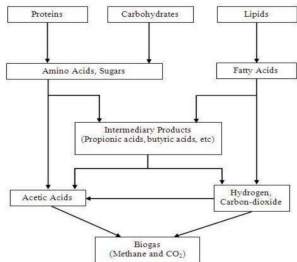 Proteins
Carbohydrates
Lipids
Amino Acids, Sugars
Fatty Acids
Intermediary Products
(Propionic acids, butyric acids, etc)
Acetic Acids
Hydrogen,
Carbon-dioxide
Biogas
(Methane and CO₂)